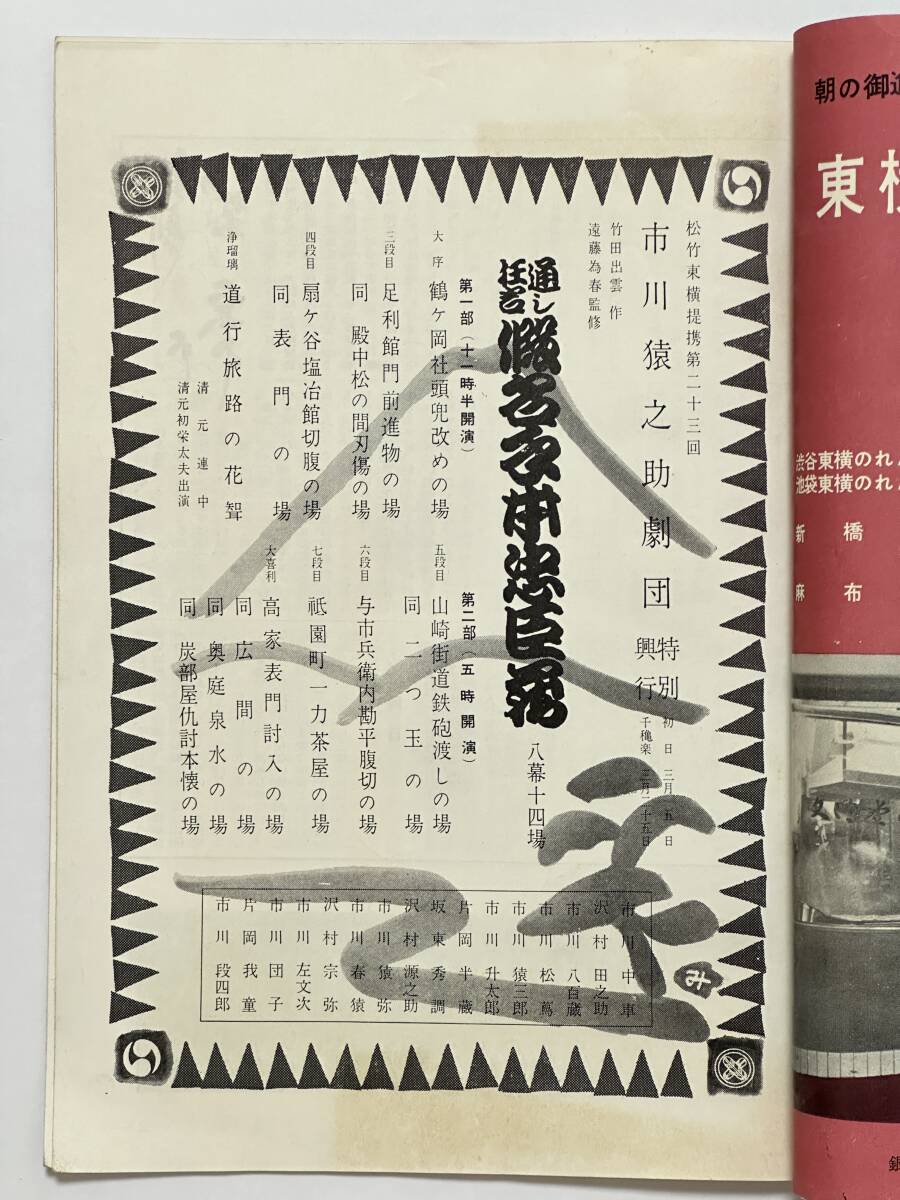 松竹東横提携第二十三回
市川猿之助劇団
特別興行
初日 三月五日
千穐楽 三月二十五日
竹田出雲作
遠藤為春監修
通し狂言
假名手本忠臣蔵
八幕十四場
第一部(十一時半開演)
大序 鶴ケ岡社頭兜改めの場
三段目 足利館門前進物の場
同 殿中松の間刃傷の場
四段目 扇ケ谷塩冶館切腹の場
同 表門の場
浄瑠璃 道行旅路の花聟
清元連中
清元初栄太夫出演
第二部(五時開演)
五段目 山崎街道鉄砲渡しの場
同 二つ玉の場
六段目 与市兵衛内勘平腹切の場
七段目 祇園町一力茶屋の場
大喜利 高家表門討入の場
同 広間の場
同 奥庭泉水の場
同 炭部屋仇討本懐の場
市川中車
沢村田之助
市川八百蔵
市川松蔦
市川猿三郎
市川升太郎
片岡半蔵
坂東秀調
沢村源之助
市川猿弥
市川春猿
沢村宗弥
市川左文次
市川団子
片岡我童
市川段四郎
み
朝の御
東横
渋谷東横のれん
池袋東横のれん
新橋
麻布
銀